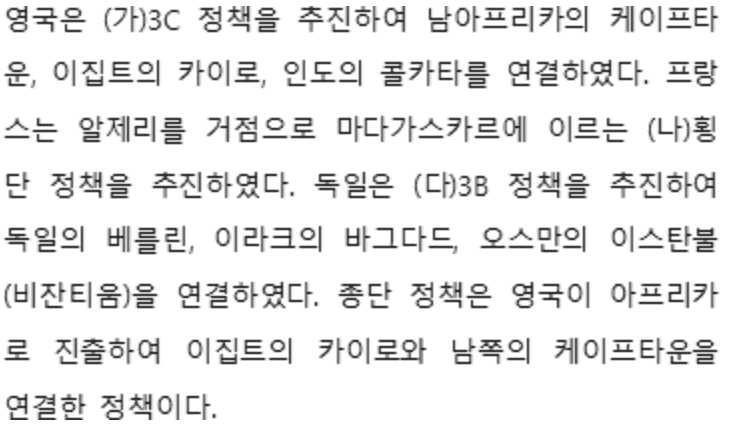 영국은 (가)3C 정책을 추진하여 남아프리카의 케이프타
운, 이집트의 카이로, 인도의 콜카타를 연결하였다. 프랑
스는 알제리를 거점으로 마다가스카르에 이르는 (나)횡
단 정책을 추진하였다. 독일은 (다)3B 정책을 추진하여
독일의 베를린, 이라크의 바그다드, 오스만의 이스탄불
(비잔티움)을 연결하였다. 종단 정책은 영국이 아프리카
로 진출하여 이집트의 카이로와 남쪽의 케이프타운을
연결한 정책이다.